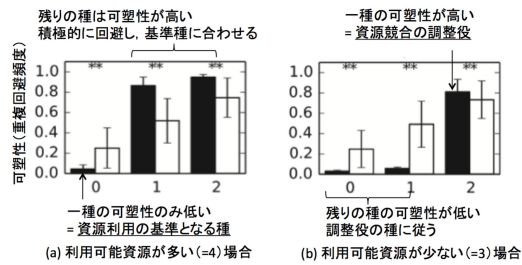 残りの種は可塑性が高い
積極的に回避し，基準種に合わせる
一種の可塑性が高い
＝資源競合の調整役
可塑性(重複回避頻度)
1.0
0.8
0.6
0.4
0.2
0.0
** ** **
0 1 2
1.0
0.8
0.6
0.4
0.2
0.0
** ** **
0 1 2
一種の可塑性のみ低い
＝資源利用の基準となる種
残りの種の可塑性が低い
調整役の種に従う
(a) 利用可能資源が多い(=4)場合
(b) 利用可能資源が少ない(=3)場合